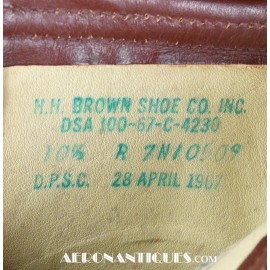 H.H. BROWN SHOE CO. INC.
DSA 100-67-C-4230
10½ R 7N10509
D.P.S.C. 28 APRIL 1967
AERONANTIQUES.COM